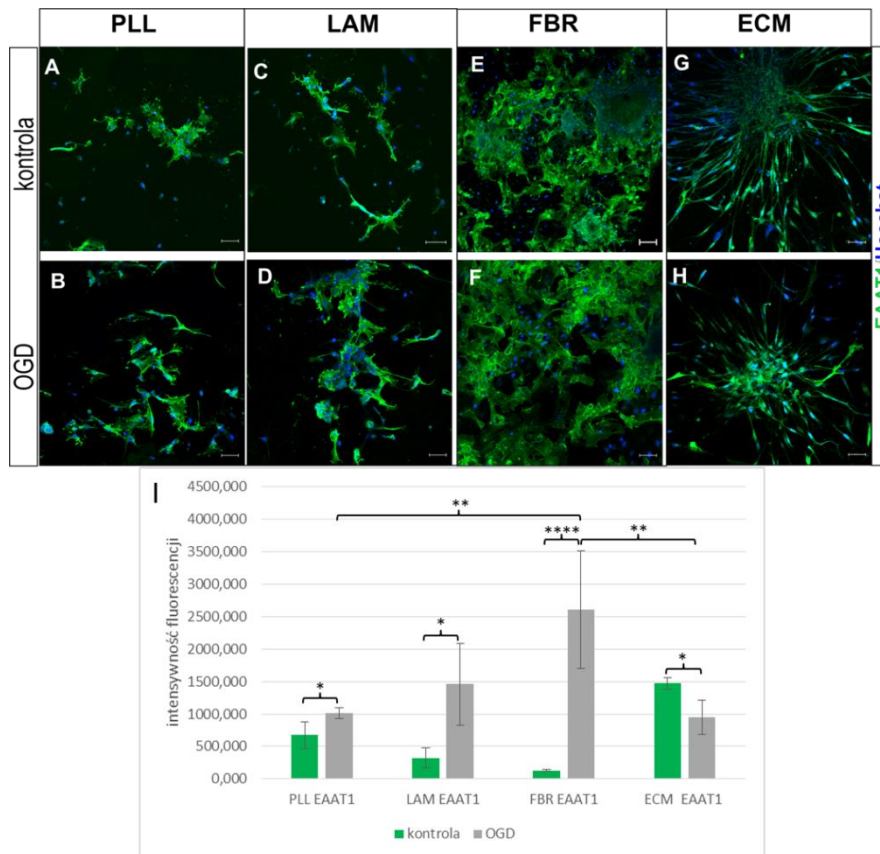 PLL LAM FBR ECM
kontrola
A C E G
OGD
B D F H
EAAT1/Hoechst
I
intensywność fluorescencji
4500,000
4000,000
3500,000
3000,000
2500,000
2000,000
1500,000
1000,000
500,000
0,000
**
**** **
*
*
*
PLL EAAT1 LAM EAAT1 FBR EAAT1 ECM EAAT1
kontrola OGD